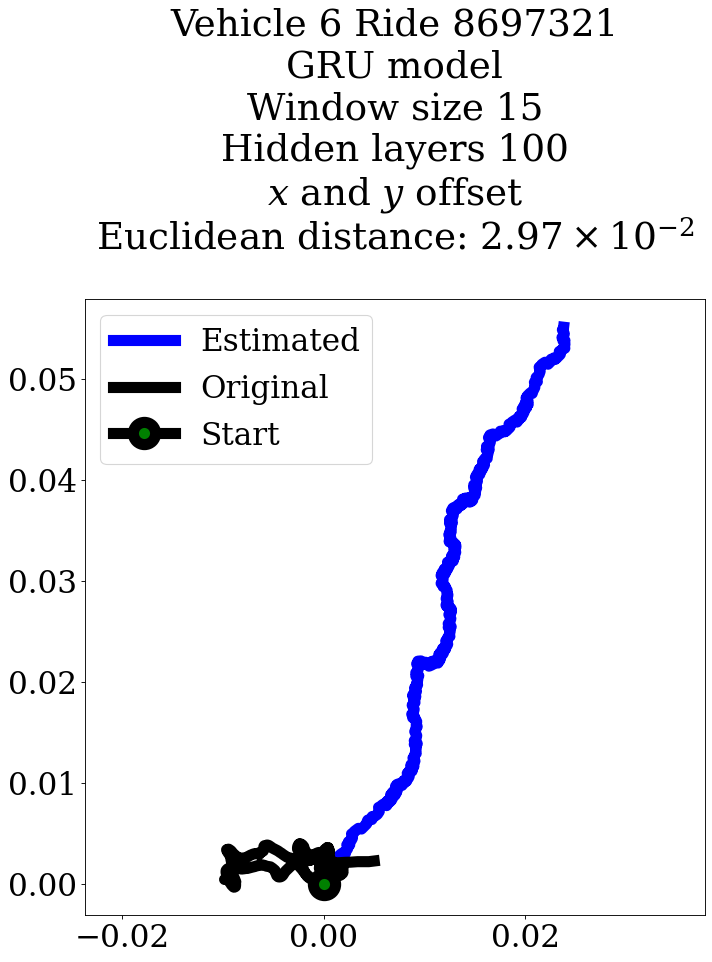 Vehicle 6 Ride 8697321
GRU model
Window size 15
Hidden layers 100
x and y offset
Euclidean distance: 2.97 × 10⁻²
Estimated
Original
Start
0.05
0.04
0.03
0.02
0.01
0.00
−0.02 0.00 0.02